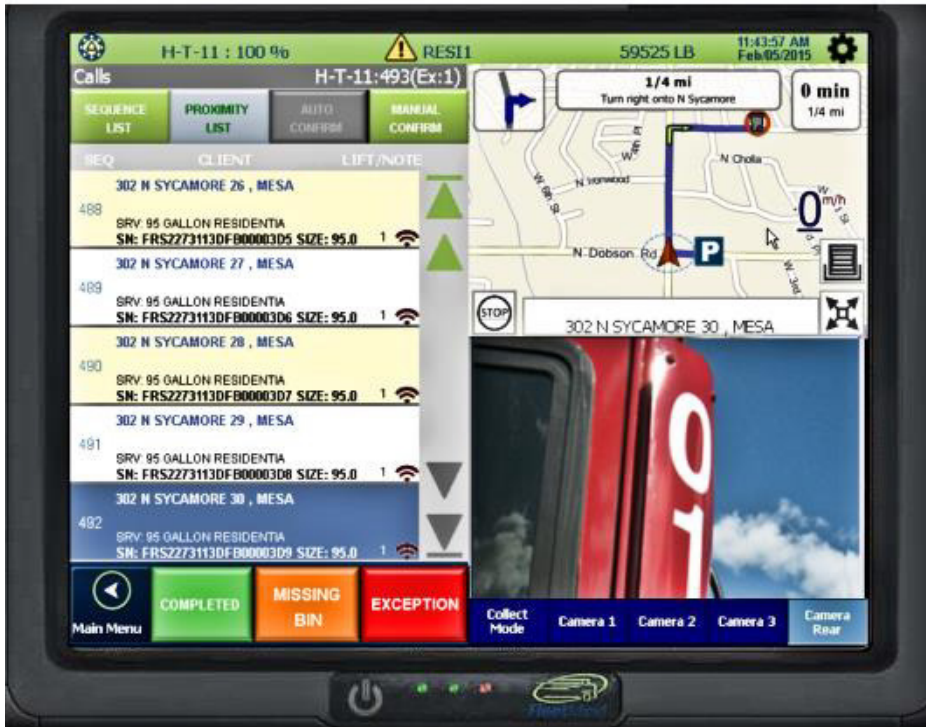 H-T-11 : 100 %
RESI1
59525 LB
11:43:57 AM
Feb/05/2015
Calls
H-T-11:493(Ex:1)
SEQUENCE LIST
PROXIMITY LIST
AUTO CONFIRM
MANUAL CONFIRM
SEQ CLIENT LIFT/NOTE
302 N SYCAMORE 26 , MESA
488
SRV: 95 GALLON RESIDENTIA
SN: FRS2273113DFB00003D5 SIZE: 95.0 1
302 N SYCAMORE 27 , MESA
489
SRV: 95 GALLON RESIDENTIA
SN: FRS2273113DFB00003D6 SIZE: 95.0 1
302 N SYCAMORE 28 , MESA
490
SRV: 95 GALLON RESIDENTIA
SN: FRS2273113DFB00003D7 SIZE: 95.0 1
302 N SYCAMORE 29 , MESA
491
SRV: 95 GALLON RESIDENTIA
SN: FRS2273113DFB00003D8 SIZE: 95.0 1
302 N SYCAMORE 30 , MESA
492
SRV: 95 GALLON RESIDENTIA
SN: FRS2273113DFB00003D9 SIZE: 95.0 1
Main Menu
COMPLETED
MISSING
BIN
EXCEPTION
1/4 mi
Turn right onto N Sycamore
0 min
1/4 mi
N Cholla
N Ironwood
W 6th St
0 m/h
N Dobson Rd
P
W 3rd
STOP
302 N SYCAMORE 30 , MESA
Collect
Mode
Camera 1
Camera 2
Camera 3
Camera
Rear